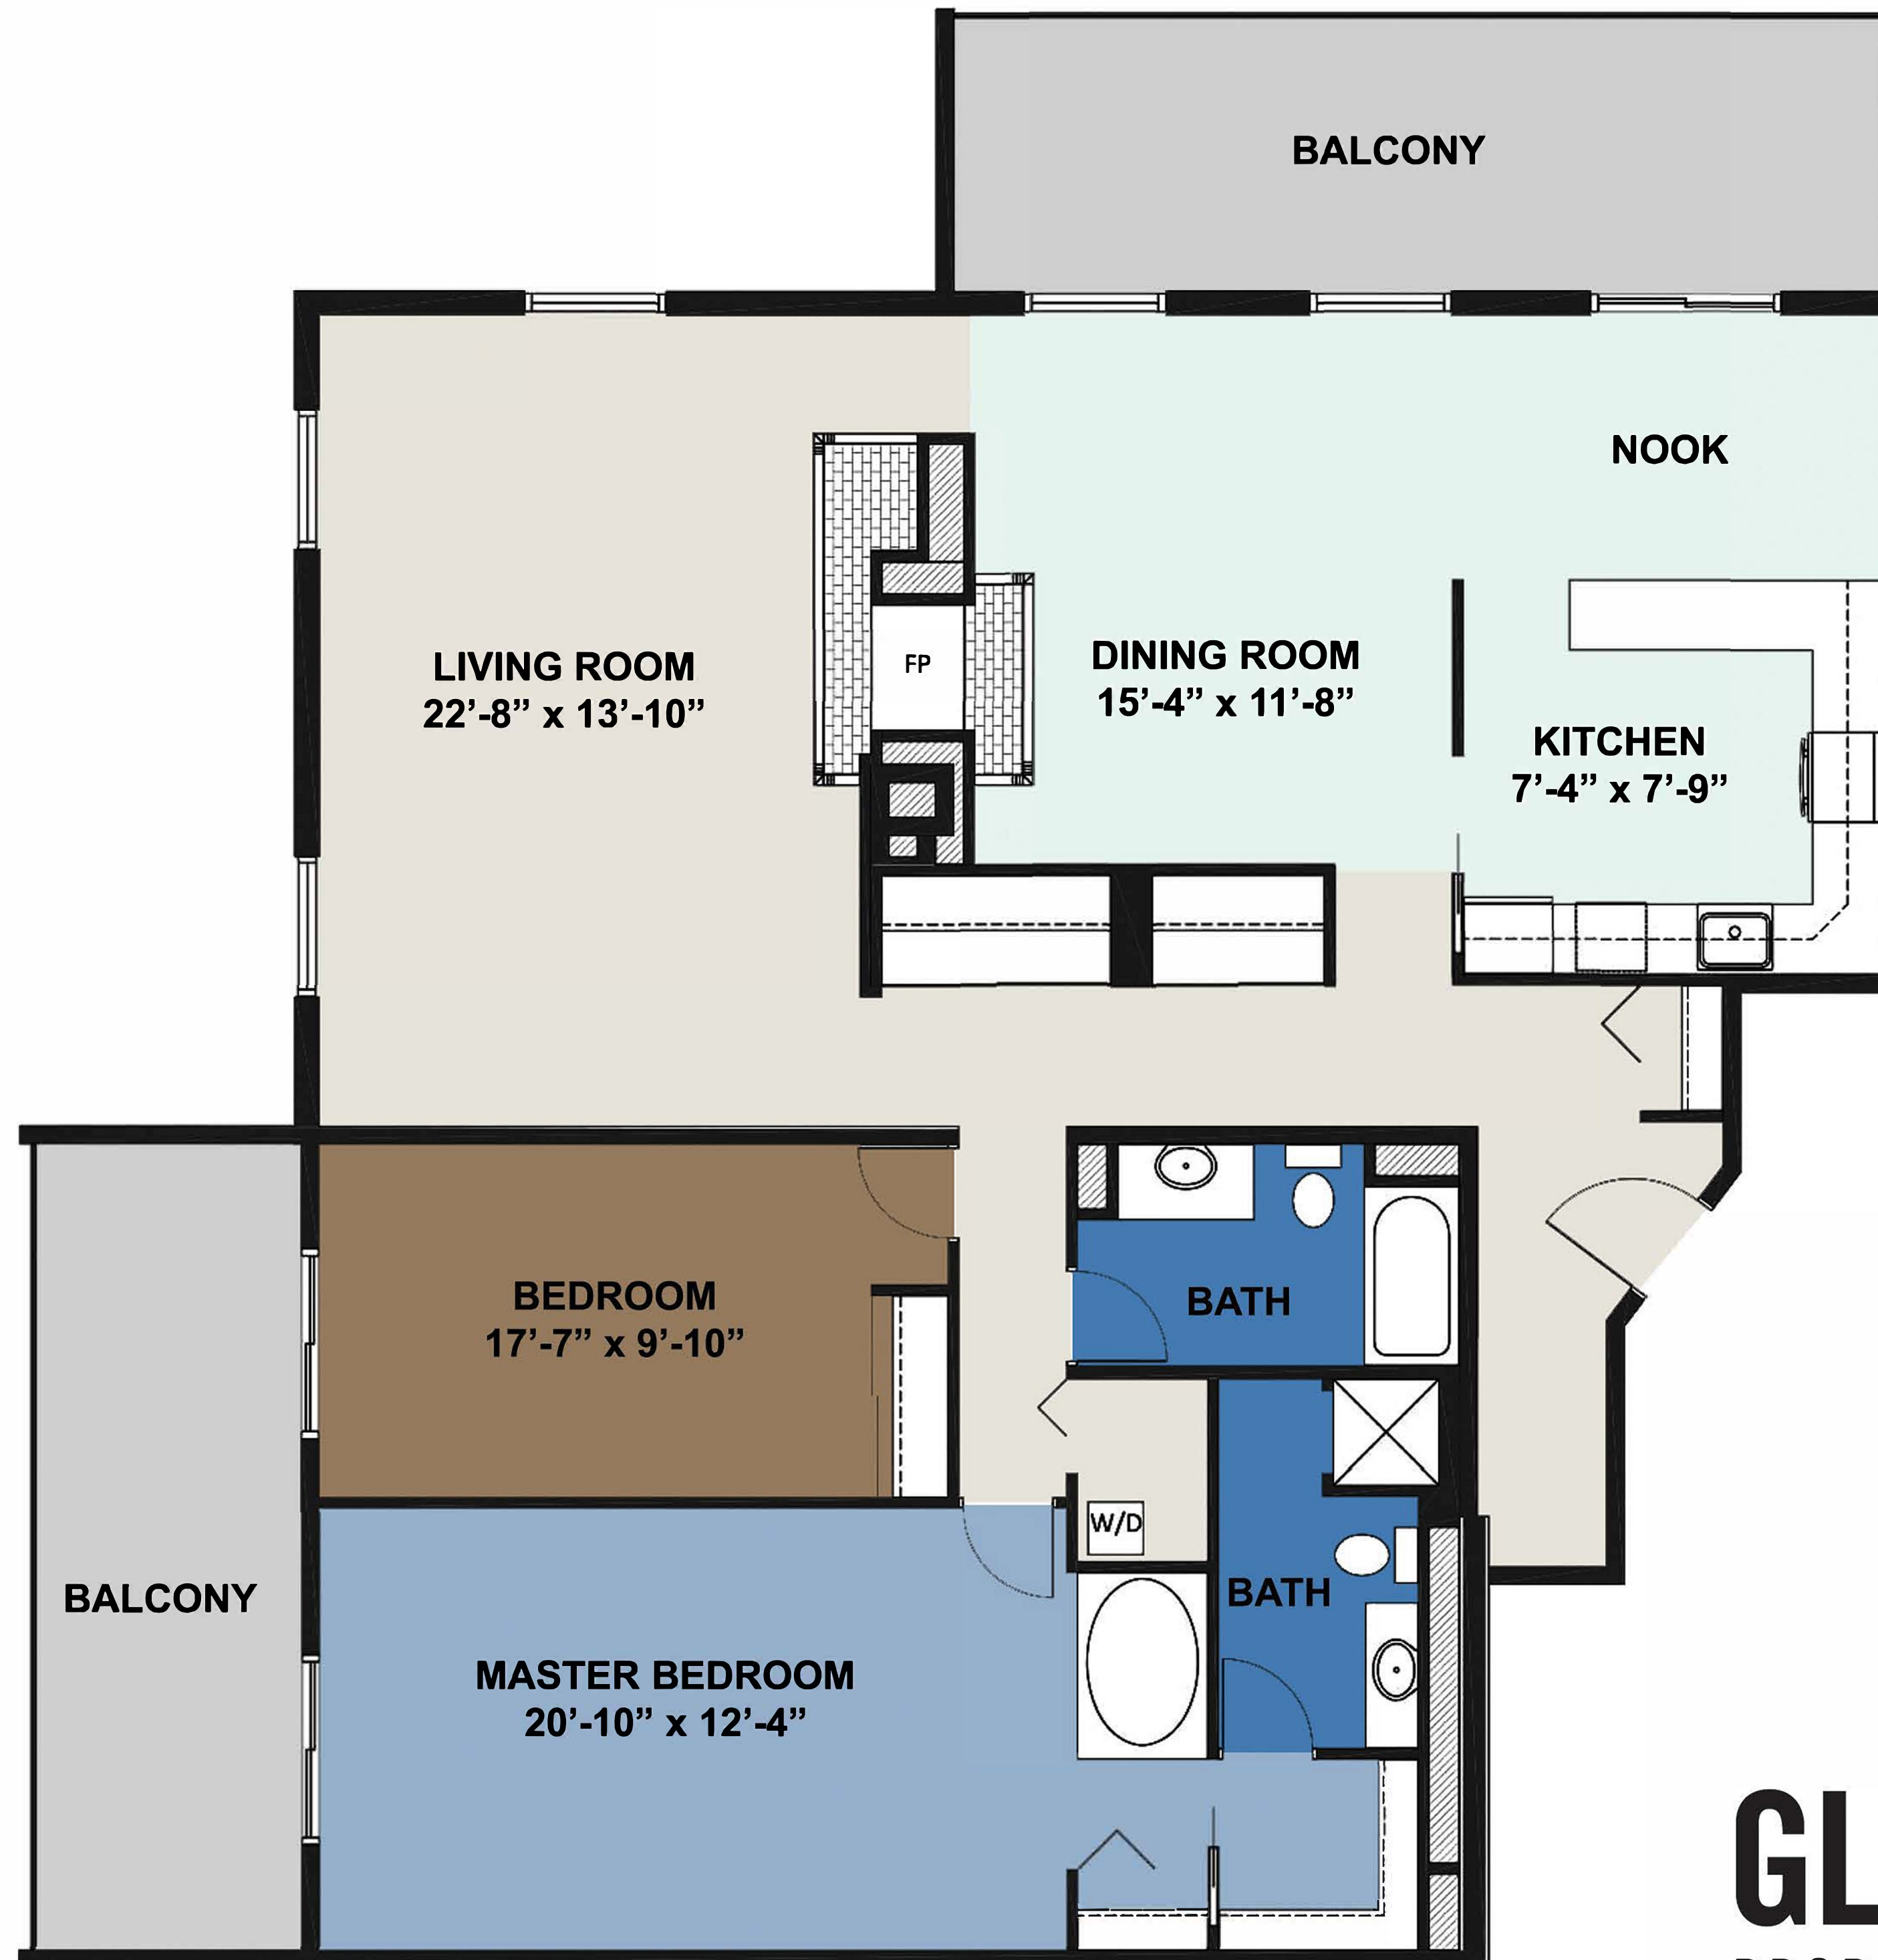 BALCONY
NOOK
LIVING ROOM
22’-8” x 13’-10”
FP
DINING ROOM
15’-4” x 11’-8”
KITCHEN
7’-4” x 7’-9”
BEDROOM
17’-7” x 9’-10”
BATH
W/D
BATH
BALCONY
MASTER BEDROOM
20’-10” x 12’-4”
GL